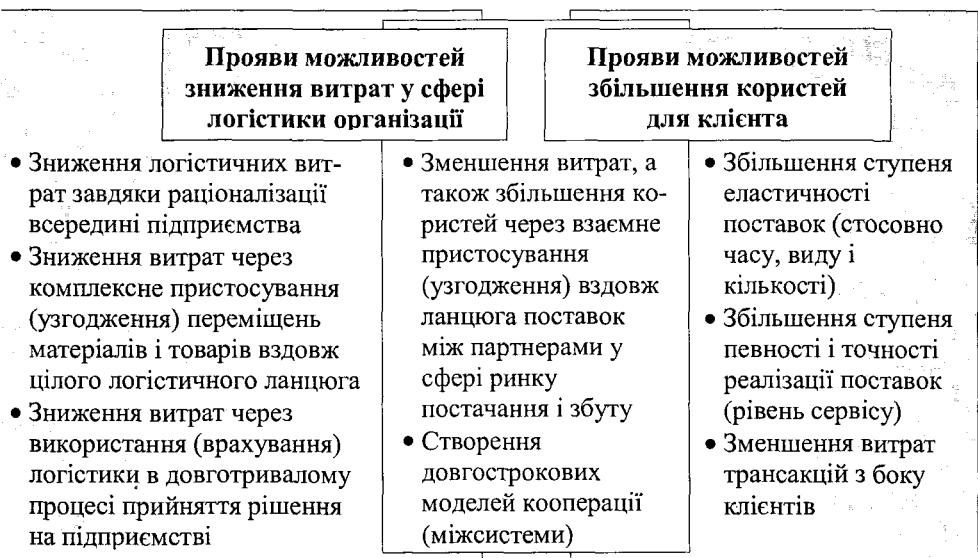 Прояви можливостей
зниження витрат у сфері
логістики організації
Прояви можливостей
збільшення користей
для клієнта
• Зниження логістичних вит-
рат завдяки раціоналізації
всередині підприємства
• Зниження витрат через
комплексне пристосування
(узгодження) переміщень
матеріалів і товарів вздовж
цілого логістичного ланцюга
• Зниження витрат через
використання (врахування)
логістики в довготривалому
процесі прийняття рішення
на підприємстві
• Зменшення витрат, а
також збільшення ко-
ристей через взаємне
пристосування
(узгодження) вздовж
ланцюга поставок
між партнерами у
сфері ринку
постачання і збуту
• Створення
довгострокових
моделей кооперації
(міжсистеми)
• Збільшення ступеня
еластичності
поставок (стосовно
часу, виду і
кількості)
• Збільшення ступеня
певності і точності
реалізації поставок
(рівень сервісу)
• Зменшення витрат
трансакцій з боку
клієнтів